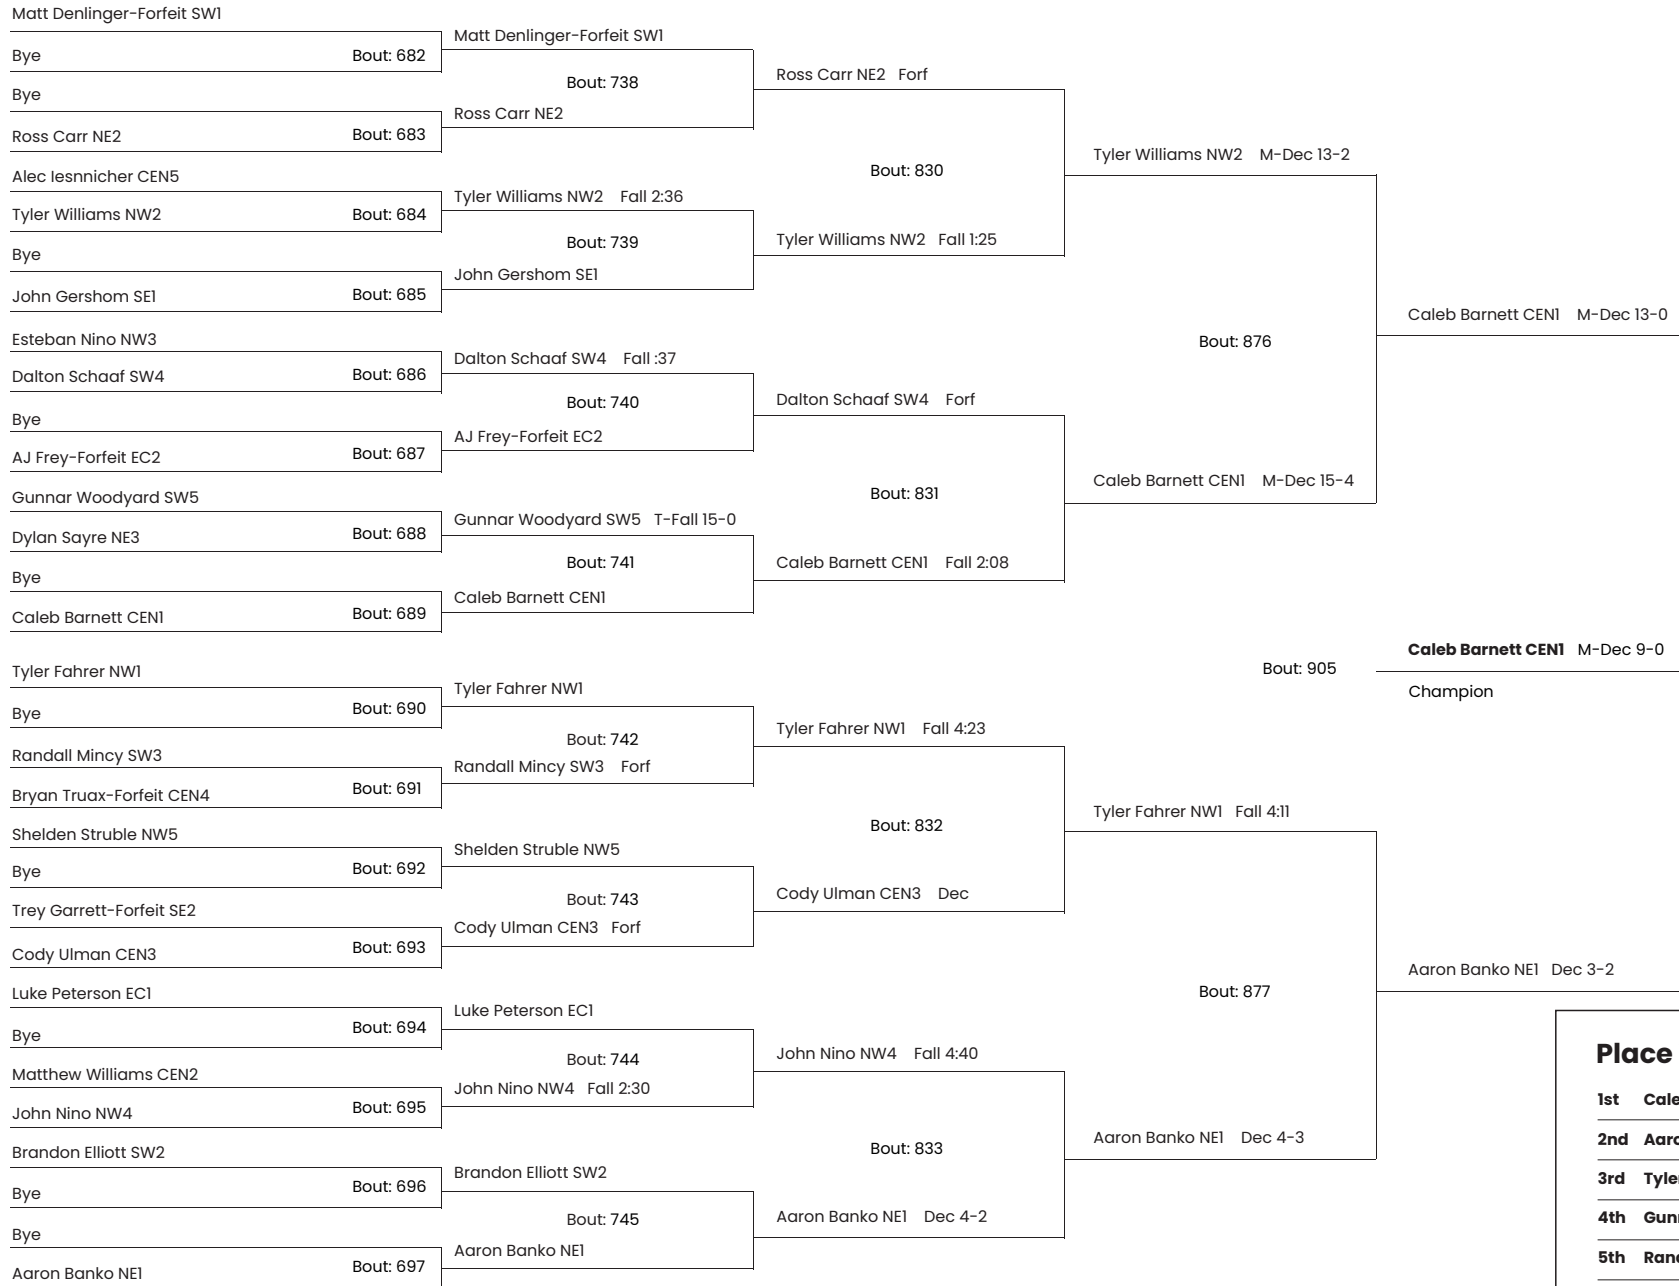 Matt Denlinger-Forfeit SW1
Bye
Bout: 682
Bye
Ross Carr NE2
Bout: 683
Alec Iesnnicher CEN5
Tyler Williams NW2
Bout: 684
Bye
John Gershom SE1
Bout: 685
Esteban Nino NW3
Dalton Schaaf SW4
Bout: 686
Bye
AJ Frey-Forfeit EC2
Bout: 687
Gunnar Woodyard SW5
Dylan Sayre NE3
Bout: 688
Bye
Caleb Barnett CEN1
Bout: 689
Tyler Fahrer NW1
Bye
Bout: 690
Randall Mincy SW3
Bryan Truax-Forfeit CEN4
Bout: 691
Shelden Struble NW5
Bye
Bout: 692
Trey Garrett-Forfeit SE2
Cody Ulman CEN3
Bout: 693
Luke Peterson EC1
Bye
Bout: 694
Matthew Williams CEN2
John Nino NW4
Bout: 695
Brandon Elliott SW2
Bye
Bout: 696
Bye
Aaron Banko NE1
Bout: 697
Matt Denlinger-Forfeit SW1
Bout: 738
Ross Carr NE2
Tyler Williams NW2 Fall 2:36
Bout: 739
John Gershom SE1
Dalton Schaaf SW4 Fall :37
Bout: 740
AJ Frey-Forfeit EC2
Gunnar Woodyard SW5 T-Fall 15-0
Bout: 741
Caleb Barnett CEN1
Tyler Fahrer NW1
Bout: 742
Randall Mincy SW3 Forf
Shelden Struble NW5
Bout: 743
Cody Ulman CEN3 Forf
Luke Peterson EC1
Bout: 744
John Nino NW4 Fall 2:30
Brandon Elliott SW2
Bout: 745
Aaron Banko NE1
Ross Carr NE2 Forf
Bout: 830
Tyler Williams NW2 Fall 1:25
Dalton Schaaf SW4 Forf
Bout: 831
Caleb Barnett CEN1 Fall 2:08
Tyler Fahrer NW1 Fall 4:23
Bout: 832
Cody Ulman CEN3 Dec
John Nino NW4 Fall 4:40
Bout: 833
Aaron Banko NE1 Dec 4-2
Tyler Williams NW2 M-Dec 13-2
Bout: 876
Caleb Barnett CEN1 M-Dec 15-4
Tyler Fahrer NW1 Fall 4:11
Bout: 877
Aaron Banko NE1 Dec 4-3
Caleb Barnett CEN1 M-Dec 13-0
Bout: 905
Caleb Barnett CEN1 M-Dec 9-0
Champion
Aaron Banko NE1 Dec 3-2
Place
1st Cale
2nd Aaro
3rd Tyle
4th Gun
5th Ran